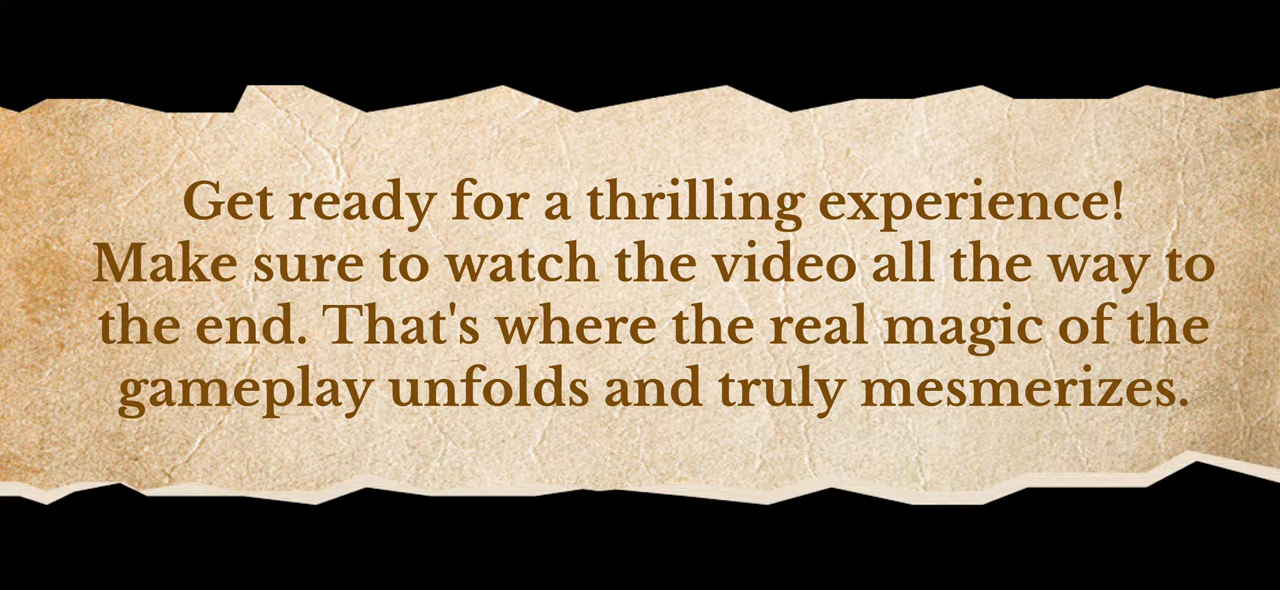 Get ready for a thrilling experience!
Make sure to watch the video all the way to
the end. That's where the real magic of the
gameplay unfolds and truly mesmerizes.